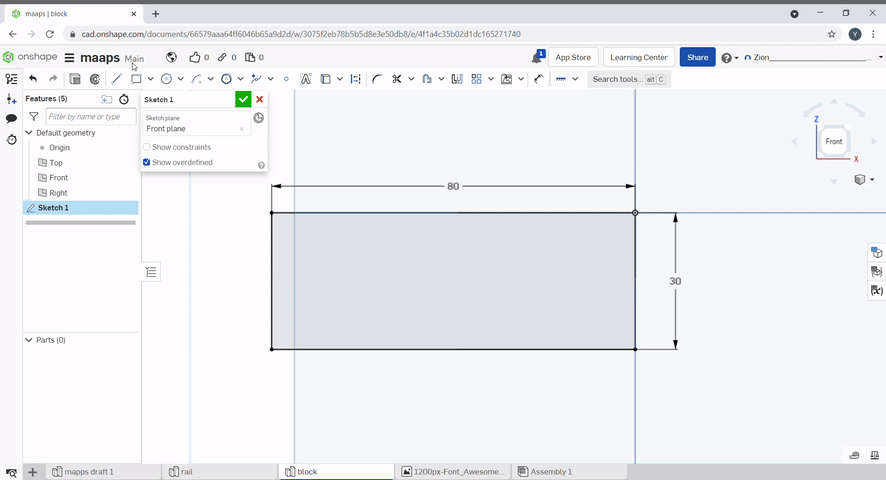 maaps | block
cad.onshape.com/documents/66579aaa64ff6046b65a9d2d/w/3075f2eb78b5b5d8e3e50db8/e/4f1a4c35b02d1dc165271740
Y
onshape
maaps Main
0
0
0
1
App Store
Learning Center
Share
Zion
Search tools... alt C
Features (5)
Filter by name or type
Default geometry
Origin
Top
Front
Right
Sketch 1
Parts (0)
Sketch 1
Sketch plane
Front plane
Show constraints
Show overdefined
80
30
Z
Front
X
(x)
mapps draft 1
rail
block
1200px-Font_Awesome...
Assembly 1